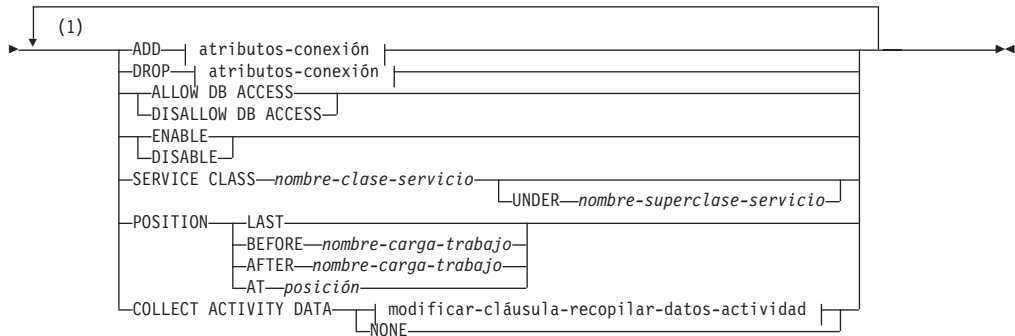 (1)
ADD atributos-conexión
DROP atributos-conexión
ALLOW DB ACCESS
DISALLOW DB ACCESS
ENABLE
DISABLE
SERVICE CLASS nombre-clase-servicio
UNDER nombre-superclase-servicio
POSITION LAST
BEFORE nombre-carga-trabajo
AFTER nombre-carga-trabajo
AT posición
COLLECT ACTIVITY DATA modificar-cláusula-recopilar-datos-actividad
NONE